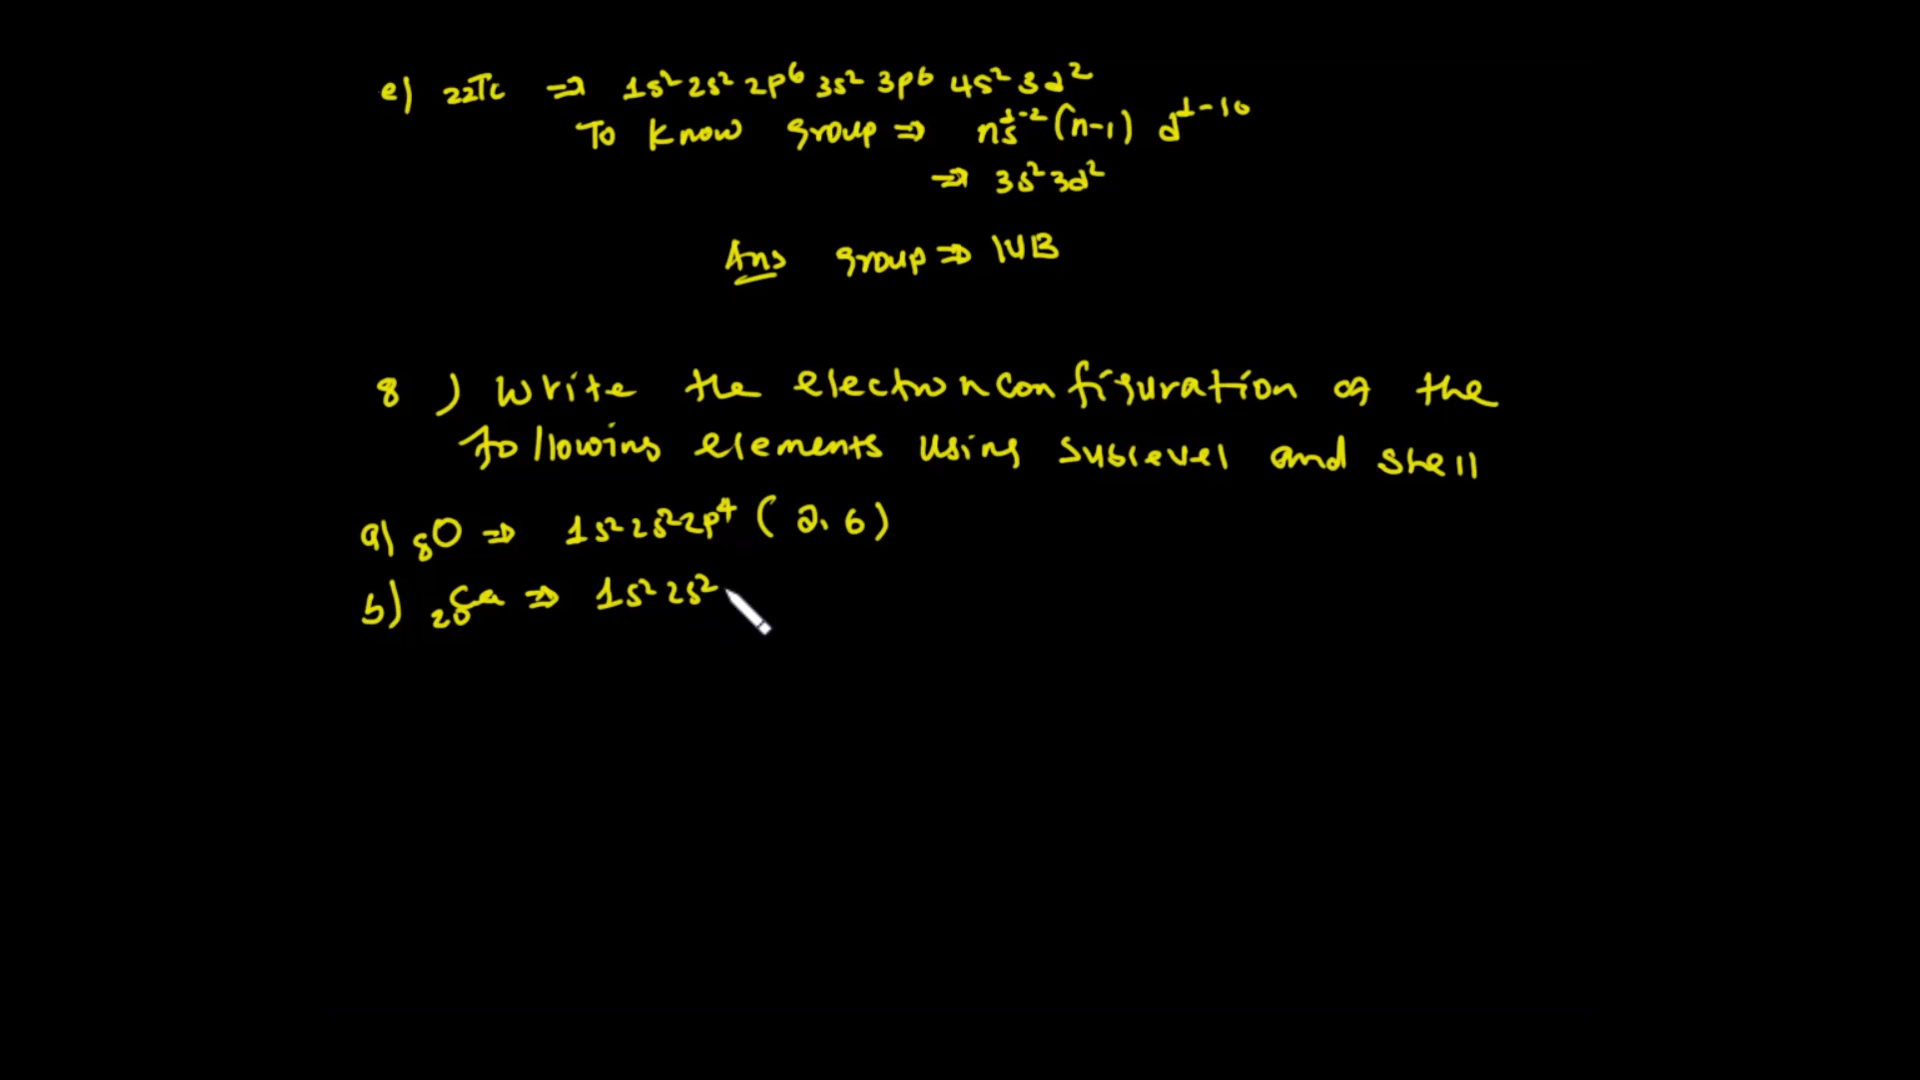 e) 22Tc ⇒ 1s² 2s² 2p⁶ 3s² 3p⁶ 4s² 3d²
To Know group ⇒ ns¹⁻² (n-1) d¹⁻¹⁰
⇒ 3s² 3d²
Ans group ⇒ IVB
8 ) Write the electron configuration of the
following elements using sublevel and shell
a) ₈O ⇒ 1s² 2s² 2p⁴ ( 2, 6 )
b) ⇒ 1s² 2s²